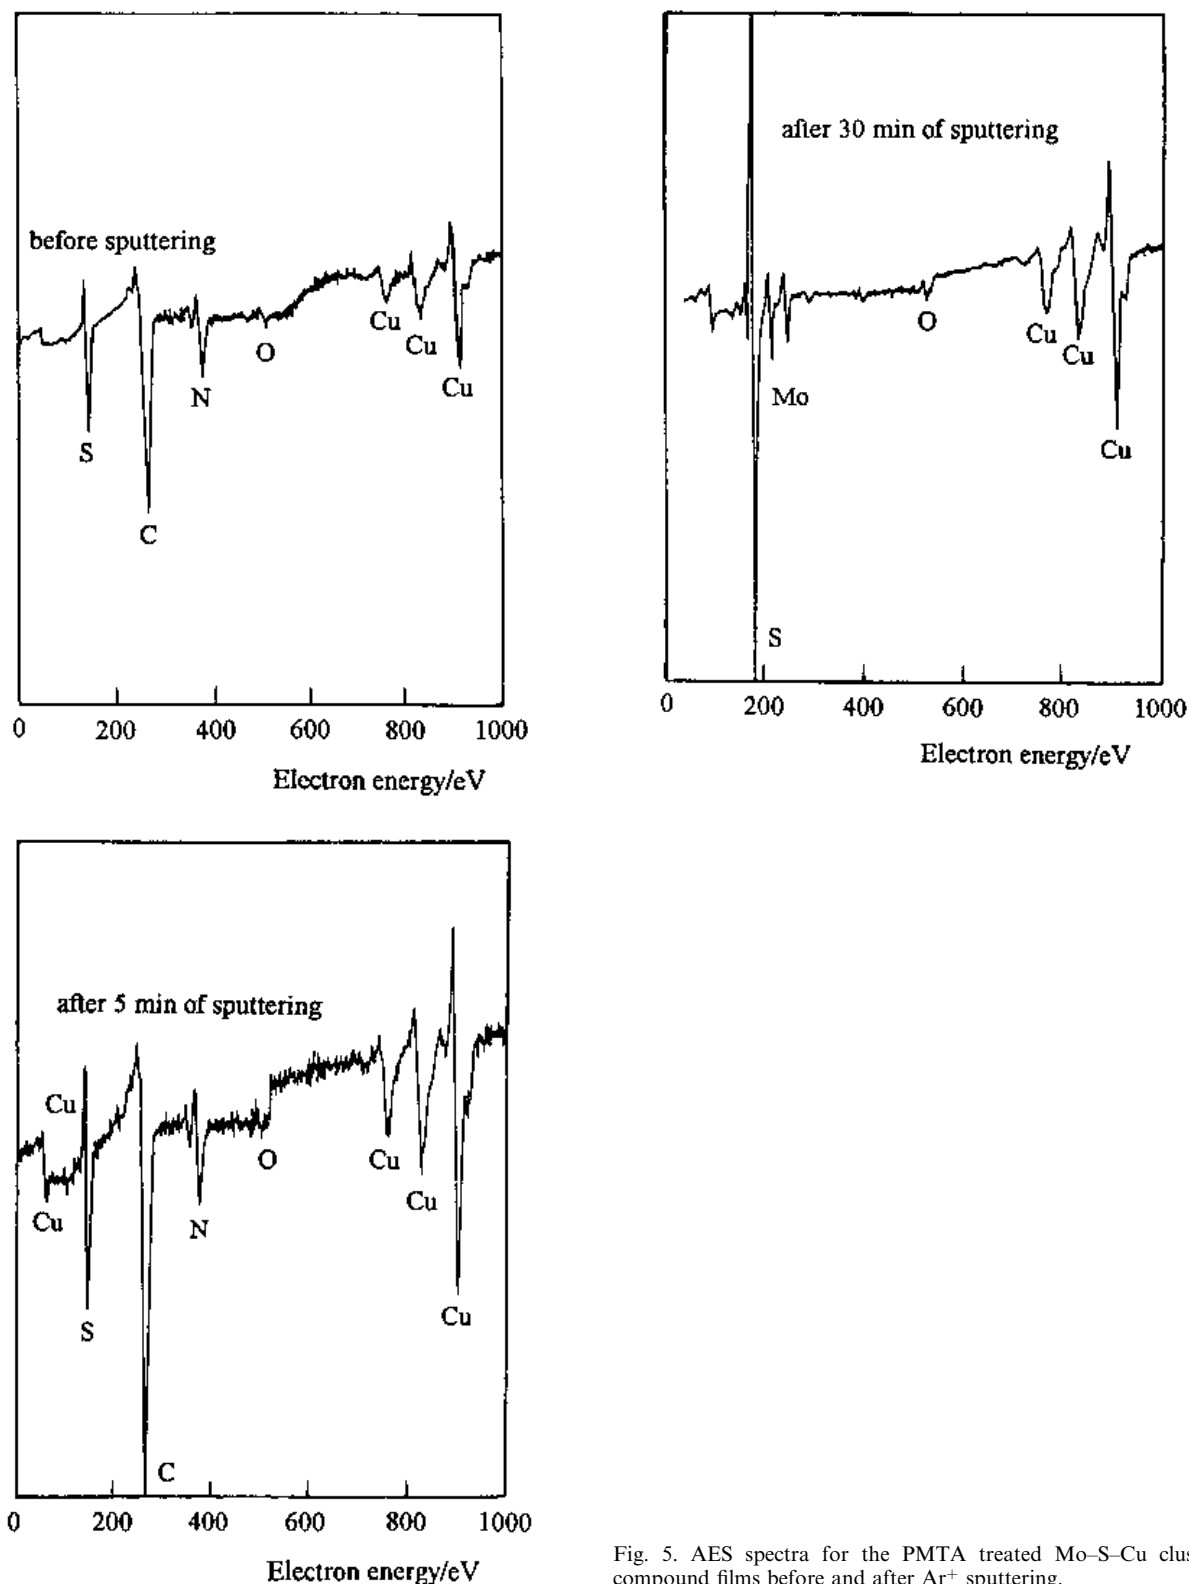 before sputtering
S
C
N
O
Cu
Cu
Cu
0 200 400 600 800 1000
Electron energy/eV
after 30 min of sputtering
S
Mo
O
Cu
Cu
Cu
0 200 400 600 800 1000
Electron energy/eV
after 5 min of sputtering
Cu
Cu
S
C
N
O
Cu
Cu
Cu
0 200 400 600 800 1000
Electron energy/eV
Fig. 5. AES spectra for the PMTA treated Mo–S–Cu clus
compound films before and after Ar⁺ sputtering.